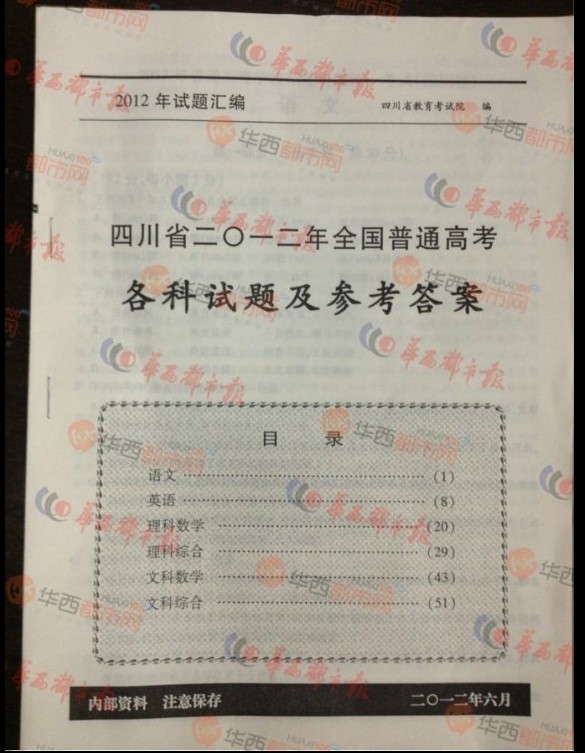 2012年试题汇编 四川省教育考试院 编
四川省二〇一二年全国普通高考
各科试题及参考答案
目 录
语文 ……………………………………… (1)
英语 ……………………………………… (8)
理科数学 ……………………………………… (20)
理科综合 ……………………………………… (29)
文科数学 ……………………………………… (43)
文科综合 ……………………………………… (51)
内部资料 注意保存 二〇一二年六月
华西都市报
华西都市网
HUAXI100